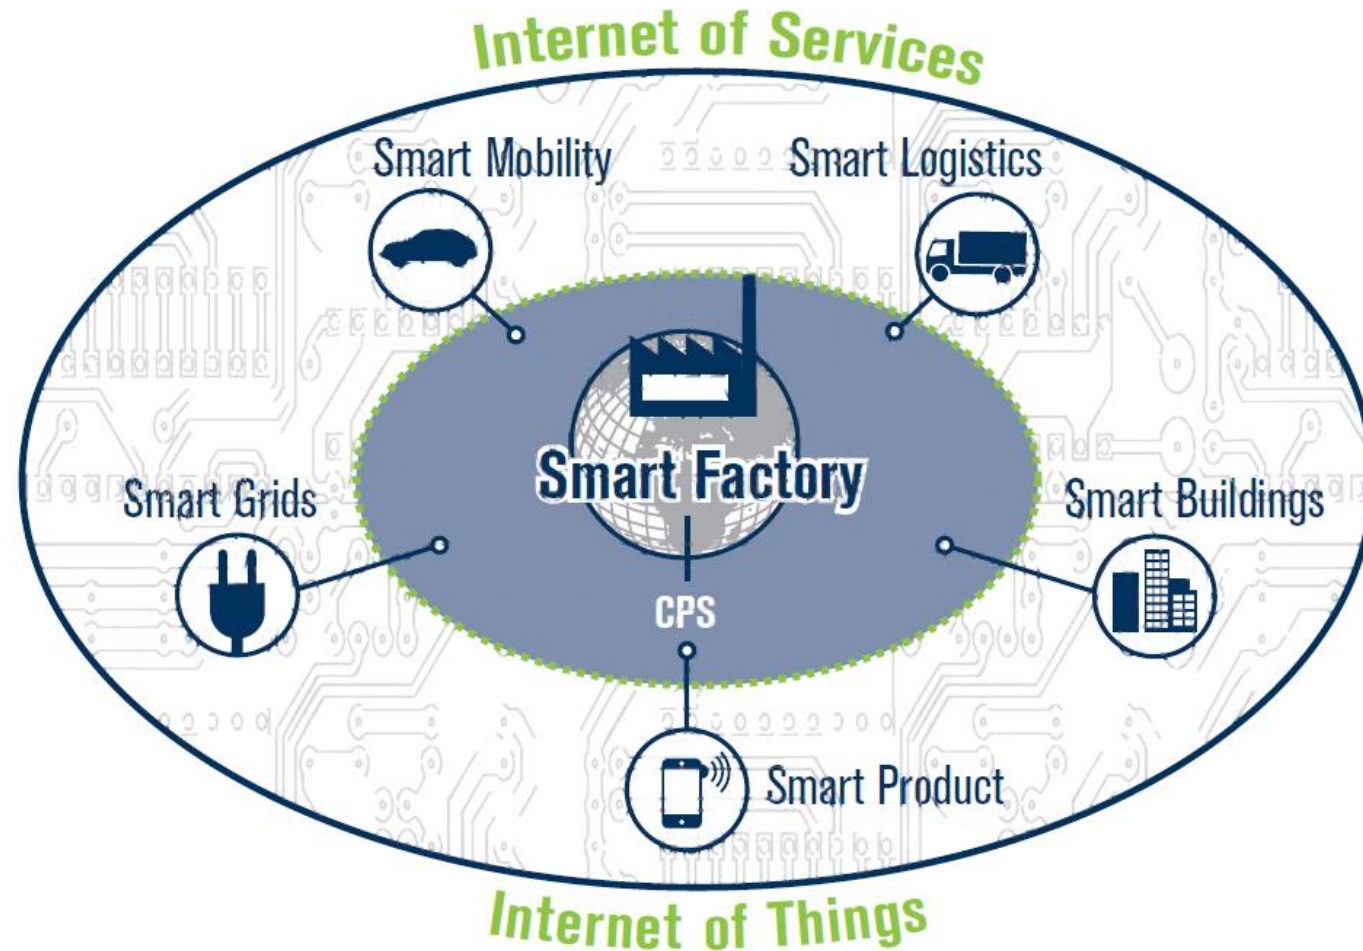 Internet of Services
Smart Mobility
Smart Logistics
Smart Factory
Smart Grids
Smart Buildings
CPS
Smart Product
Internet of Things